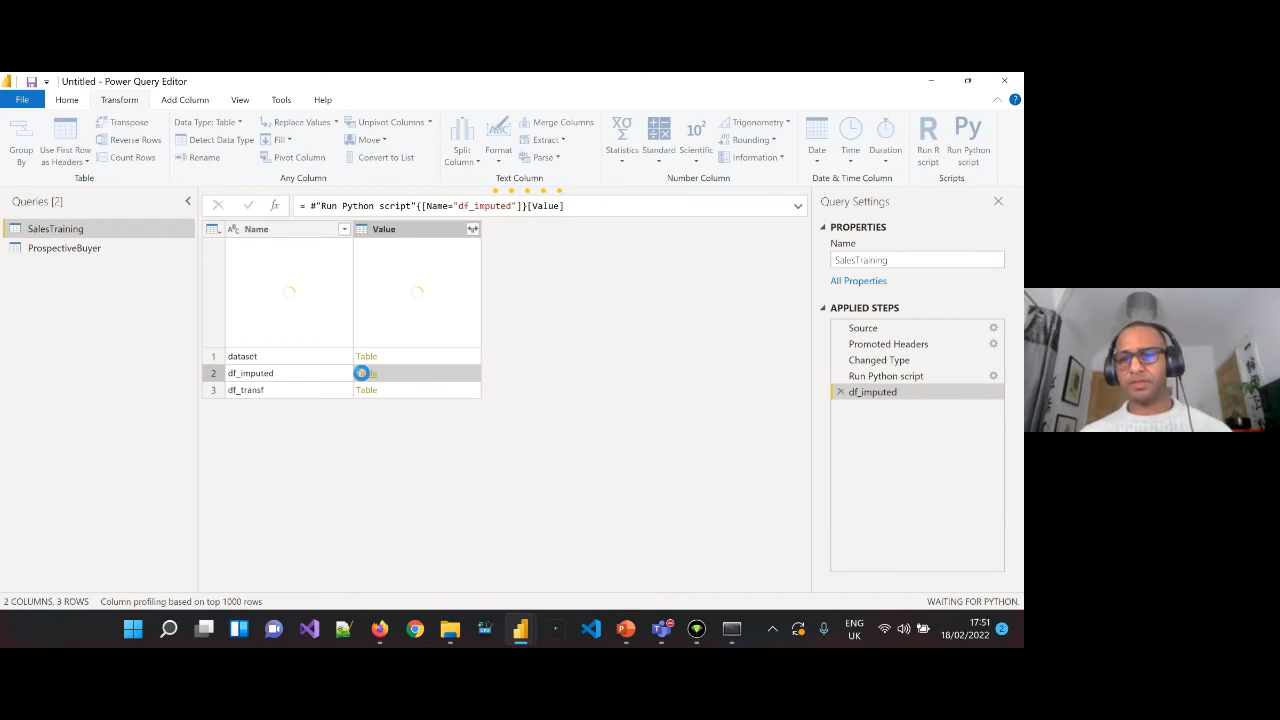 Untitled - Power Query Editor
File Home Transform Add Column View Tools Help
Group By
Use First Row as Headers
Transpose
Reverse Rows
Count Rows
Table
Data Type: Table
Detect Data Type
Rename
Replace Values
Fill
Pivot Column
Unpivot Columns
Move
Convert to List
Any Column
Split Column
Format
Merge Columns
Extract
Parse
Text Column
Statistics
Standard
Scientific
Trigonometry
Rounding
Information
Number Column
Date
Time
Duration
Date & Time Column
Run R script
Run Python script
Scripts
Queries [2]
SalesTraining
ProspectiveBuyer
= #"Run Python script"{[Name="df_imputed"]}[Value]
Name Value
1 dataset Table
2 df_imputed
3 df_transf Table
Query Settings
PROPERTIES
Name
SalesTraining
All Properties
APPLIED STEPS
Source
Promoted Headers
Changed Type
Run Python script
df_imputed
2 COLUMNS, 3 ROWS Column profiling based on top 1000 rows
WAITING FOR PYTHON.
ENG
UK
17:51
18/02/2022
2